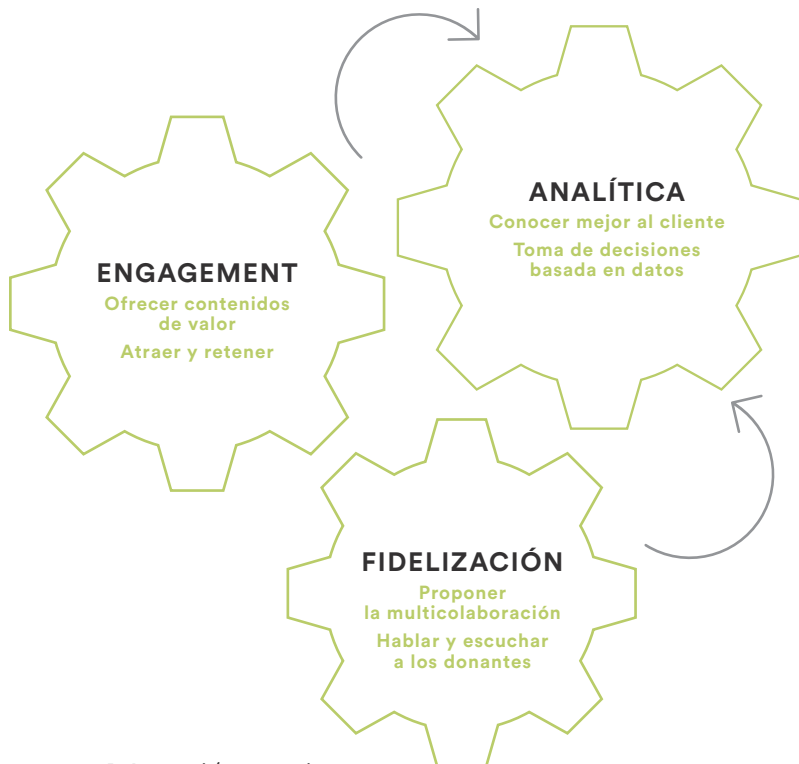 ANALÍTICA
Conocer mejor al cliente
Toma de decisiones
basada en datos
ENGAGEMENT
Ofrecer contenidos
de valor
Atraer y retener
FIDELIZACIÓN
Proponer
la multicolaboración
Hablar y escuchar
a los donantes